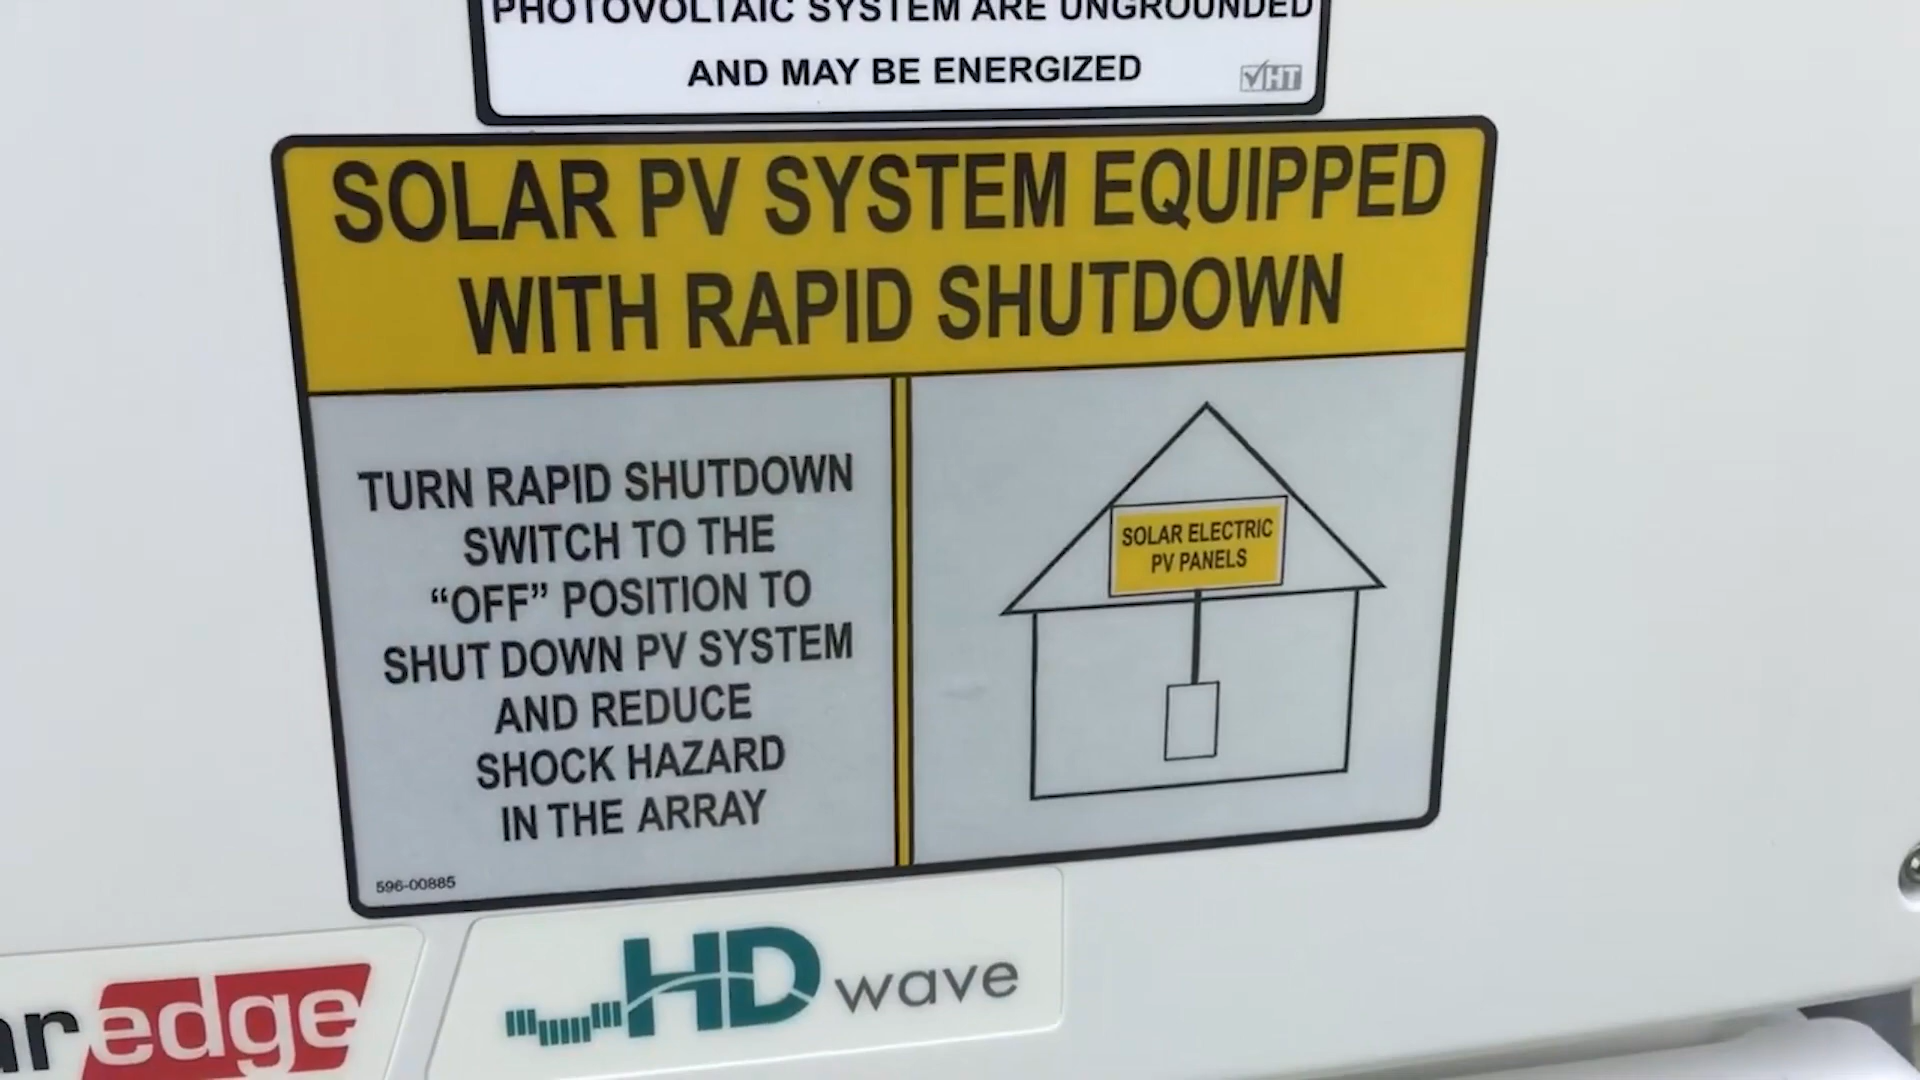 PHOTOVOLTAIC SYSTEM ARE UNGROUNDED
AND MAY BE ENERGIZED
HT
SOLAR PV SYSTEM EQUIPPED
WITH RAPID SHUTDOWN
TURN RAPID SHUTDOWN
SWITCH TO THE
“OFF” POSITION TO
SHUT DOWN PV SYSTEM
AND REDUCE
SHOCK HAZARD
IN THE ARRAY
SOLAR ELECTRIC
PV PANELS
596-00885
ar edge
HD wave